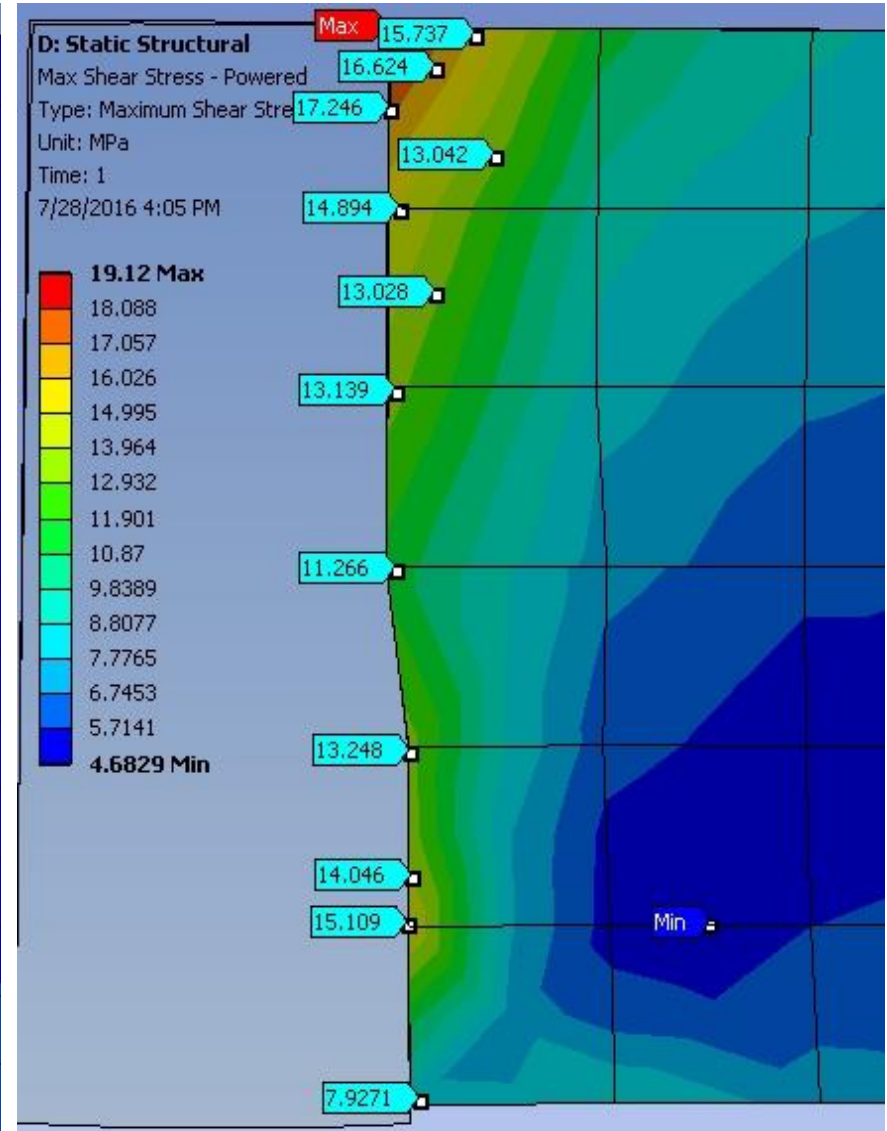 Max 15.737
D: Static Structural
16.624
Max Shear Stress - Powered
17.246
Type: Maximum Shear Stre
Unit: MPa
13.042
Time: 1
7/28/2016 4:05 PM
14.894
19.12 Max
18.088
17.057
16.026
14.995
13.964
12.932
11.901
10.87
9.8389
8.8077
7.7765
6.7453
5.7141
4.6829 Min
13.028
13.139
11.266
13.248
14.046
15.109
Min
7.9271